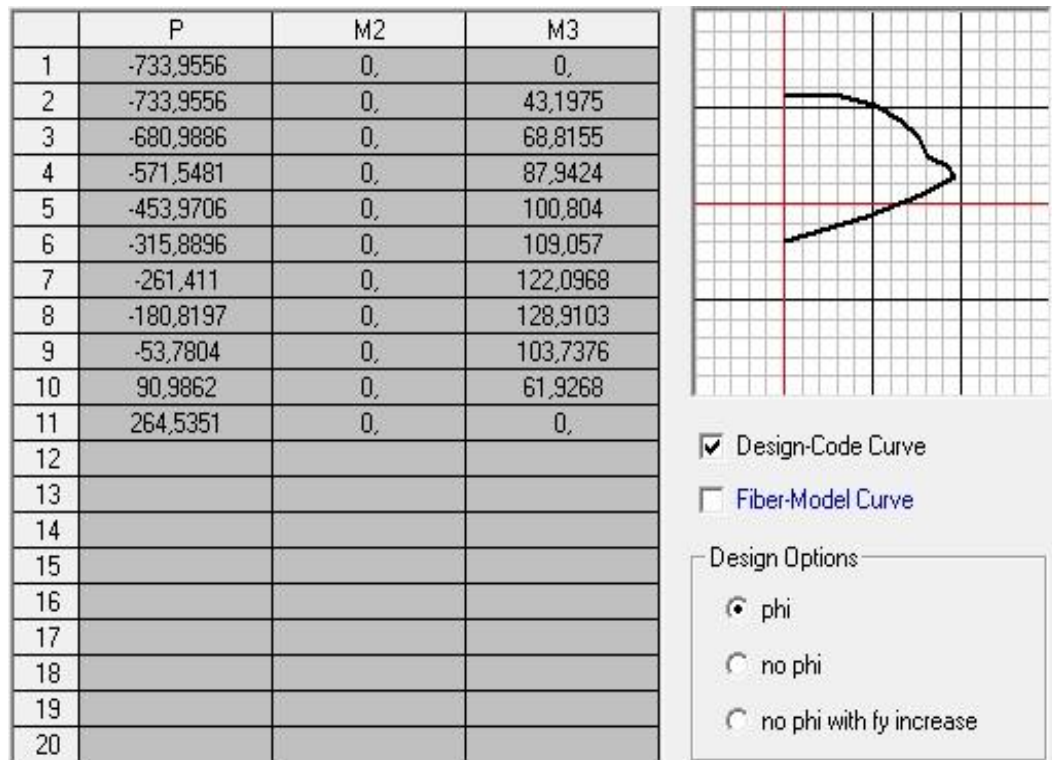 P M2 M3
1 -733,9556 0, 0,
2 -733,9556 0, 43,1975
3 -680,9886 0, 68,8155
4 -571,5481 0, 87,9424
5 -453,9706 0, 100,804
6 -315,8896 0, 109,057
7 -261,411 0, 122,0968
8 -180,8197 0, 128,9103
9 -53,7804 0, 103,7376
10 90,9862 0, 61,9268
11 264,5351 0, 0,
12
13
14
15
16
17
18
19
20
Design-Code Curve
Fiber-Model Curve
Design Options
phi
no phi
no phi with fy increase